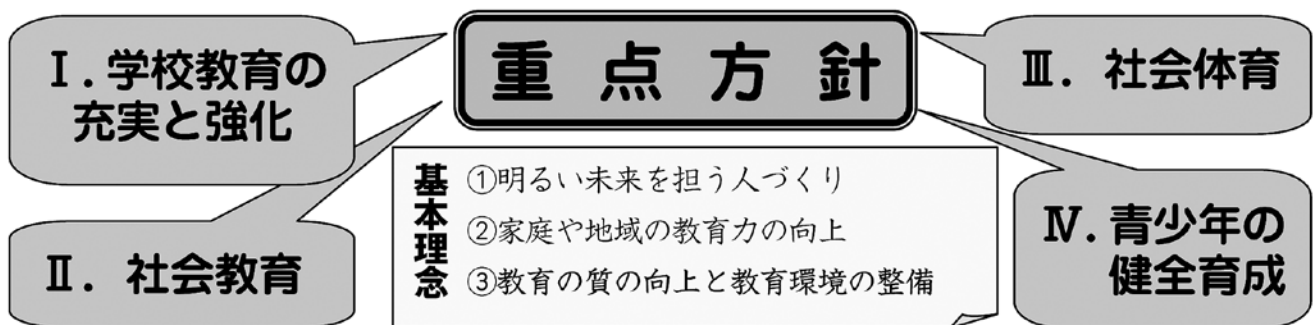 重点方針
Ⅰ. 学校教育の
充実と強化
Ⅱ. 社会教育
Ⅲ. 社会体育
Ⅳ. 青少年の
健全育成
基本理念
①明るい未来を担う人づくり
②家庭や地域の教育力の向上
③教育の質の向上と教育環境の整備